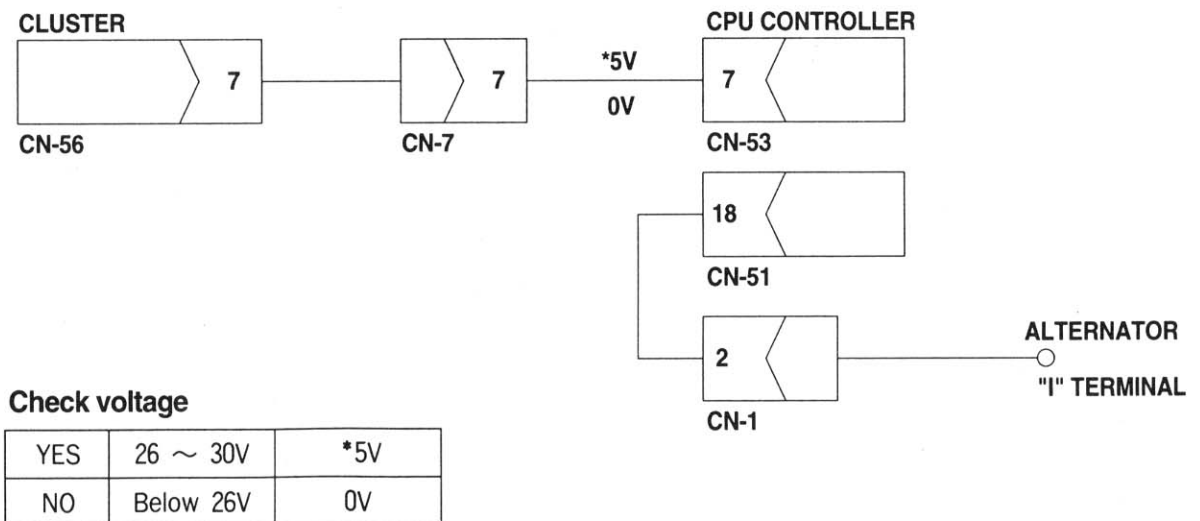 CLUSTER
7
CN-56
7
CN-7
*5V
0V
CPU CONTROLLER
7
CN-53
18
CN-51
2
CN-1
ALTERNATOR
"I" TERMINAL
Check voltage
YES 26 ～ 30V *5V
NO Below 26V 0V